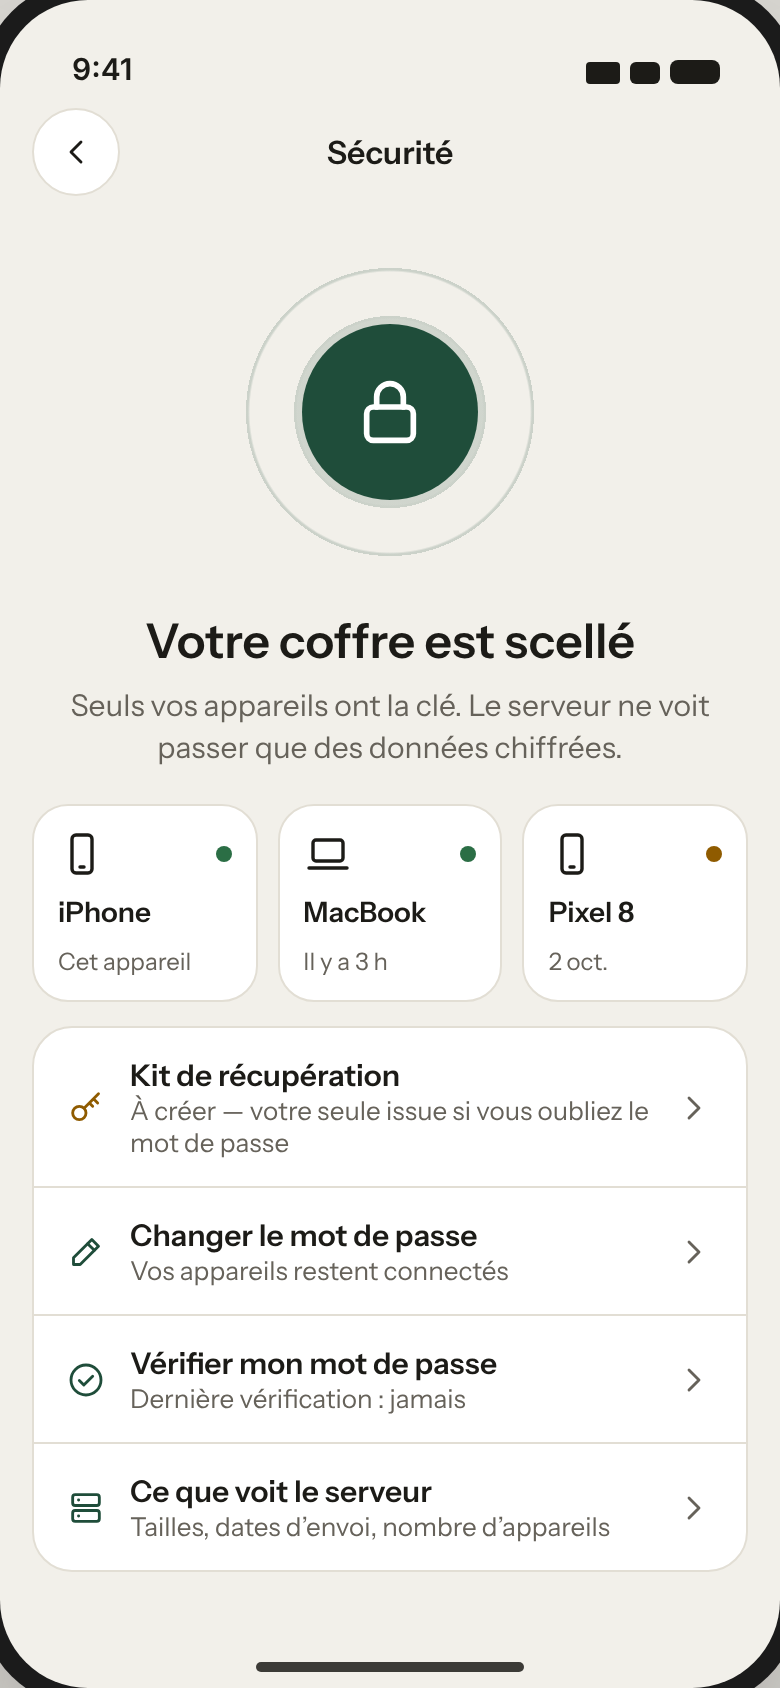 9:41
Sécurité
Votre coffre est scellé
Seuls vos appareils ont la clé. Le serveur ne voit
passer que des données chiffrées.
iPhone
Cet appareil
MacBook
Il y a 3 h
Pixel 8
2 oct.
Kit de récupération
À créer — votre seule issue si vous oubliez le
mot de passe
Changer le mot de passe
Vos appareils restent connectés
Vérifier mon mot de passe
Dernière vérification : jamais
Ce que voit le serveur
Tailles, dates d’envoi, nombre d’appareils